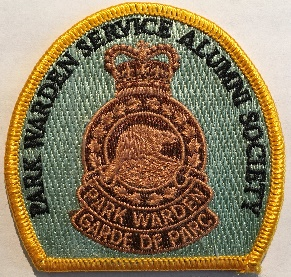 PARK WARDEN SERVICE ALUMNI SOCIETY
PARK WARDEN
GARDE DE PARC